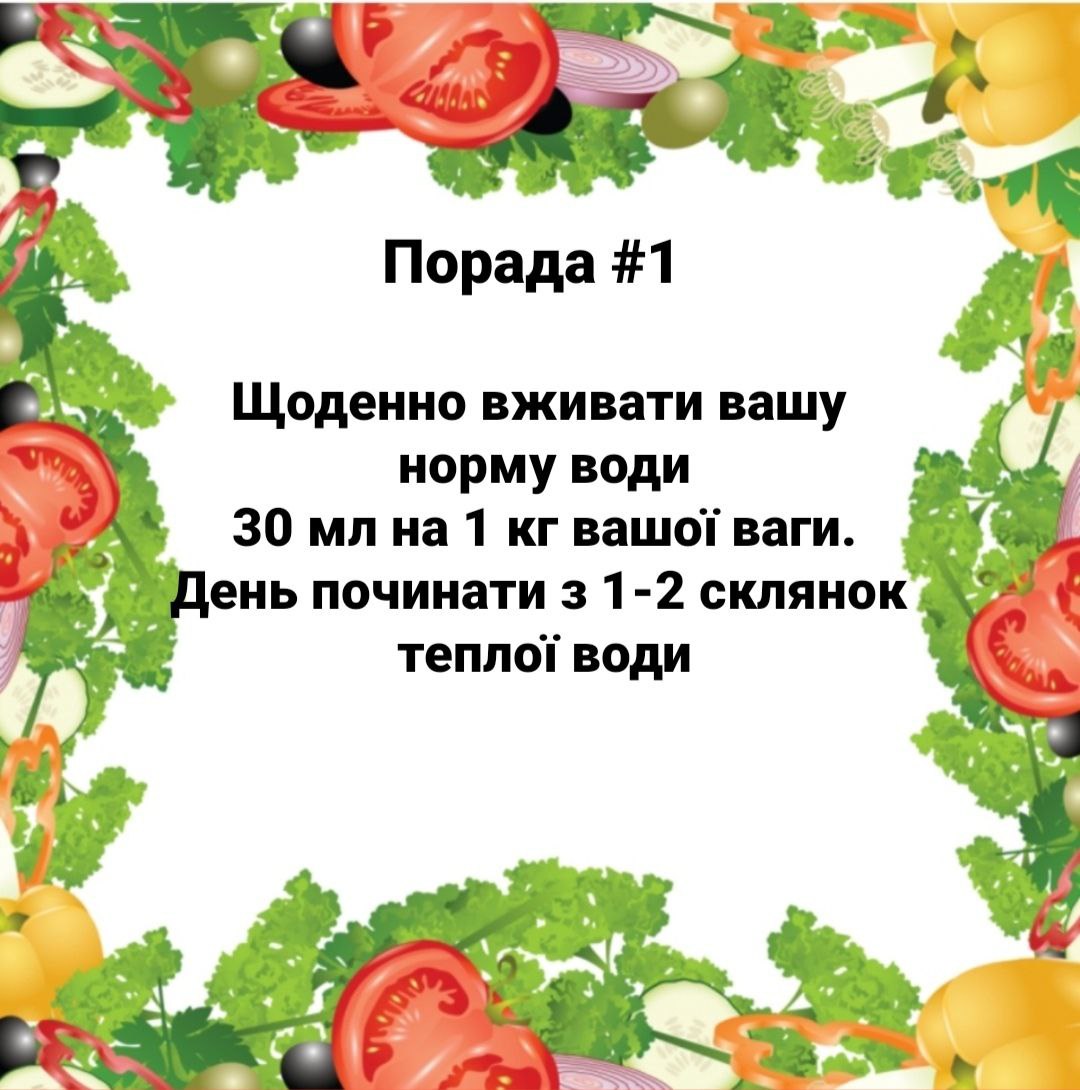 Порада #1
Щоденно вживати вашу
норму води
30 мл на 1 кг вашої ваги.
День починати з 1-2 склянок
теплої води